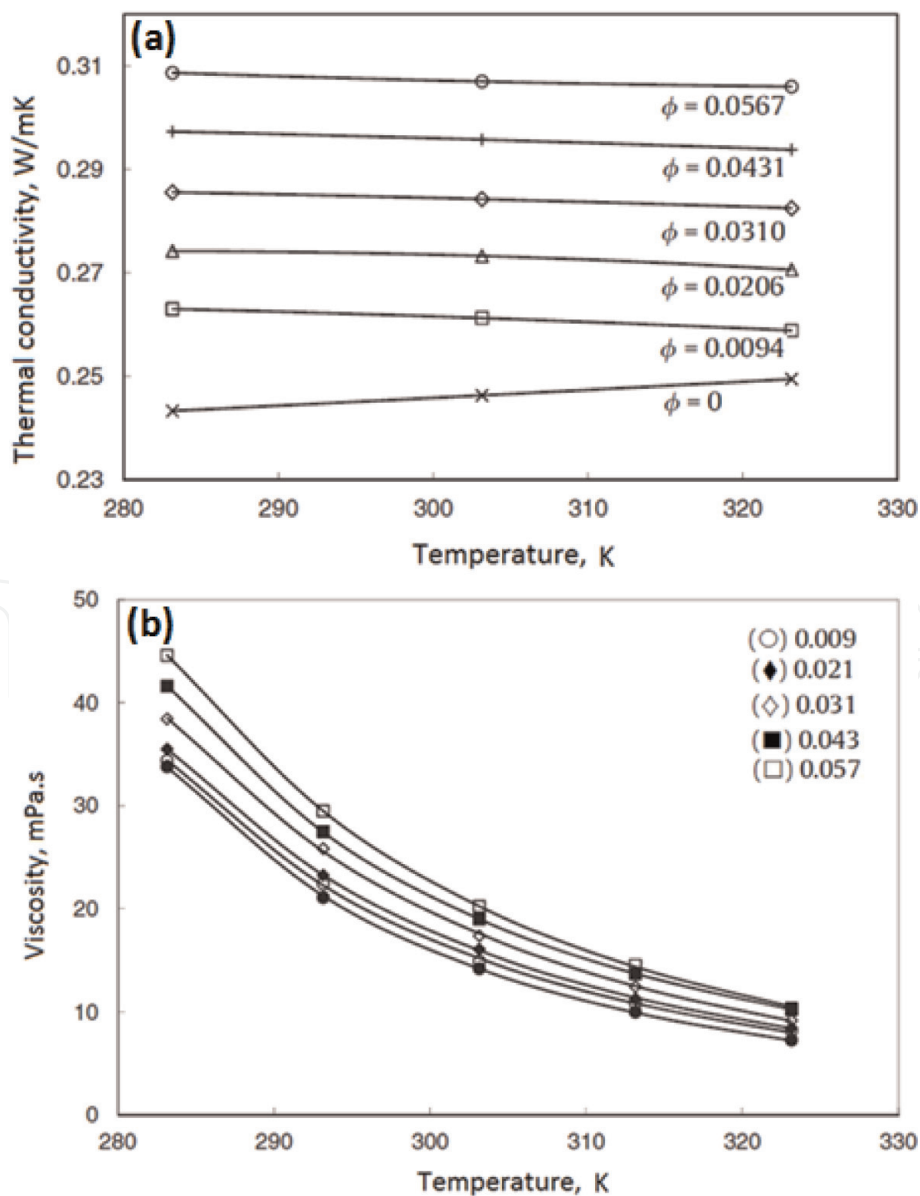 (a)
0.31
0.29
0.27
0.25
0.23
Thermal conductivity, W/mK
ϕ = 0.0567
ϕ = 0.0431
ϕ = 0.0310
ϕ = 0.0206
ϕ = 0.0094
ϕ = 0
280 290 300 310 320 330
Temperature, K
(b)
50
40
30
20
10
0
Viscosity, mPa.s
(○) 0.009
(◆) 0.021
(◇) 0.031
(■) 0.043
(□) 0.057
280 290 300 310 320 330
Temperature, K